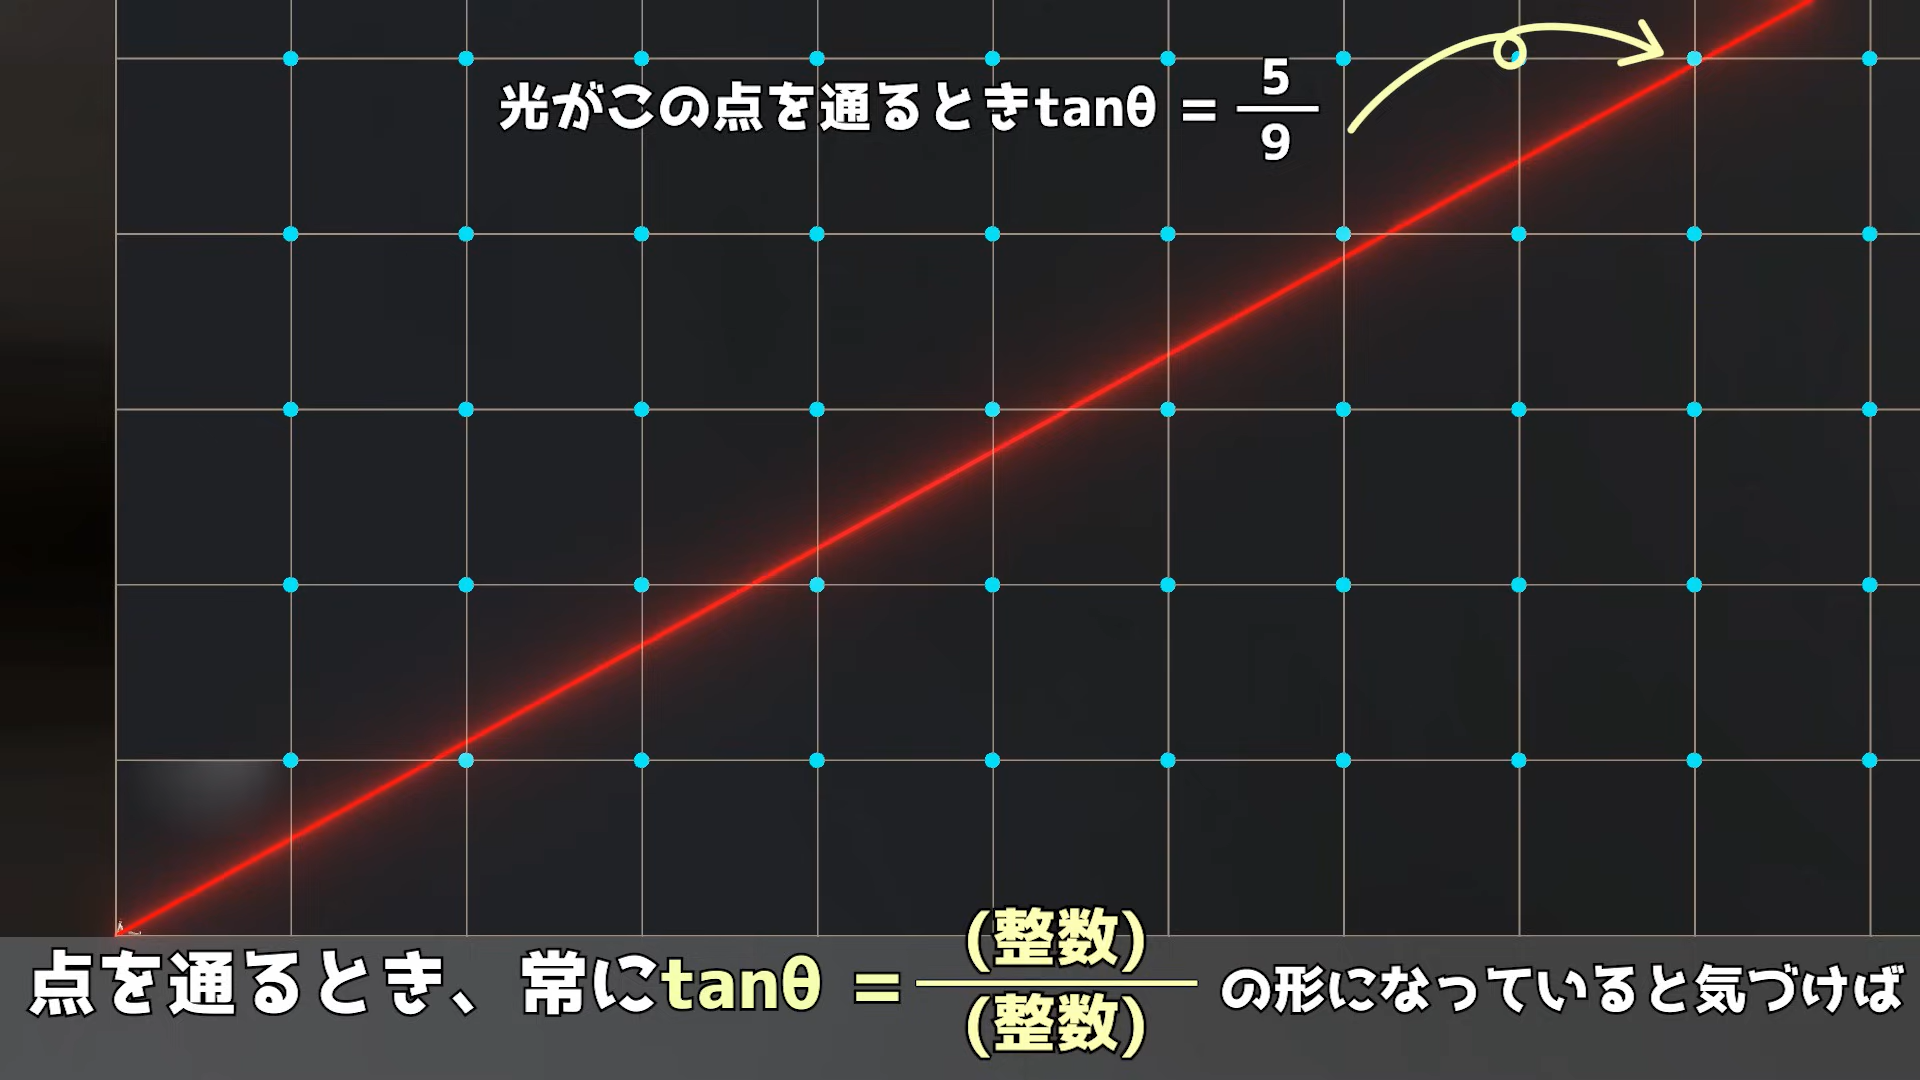 光がこの点を通るときtanθ = 5/9
点を通るとき、常にtanθ = (整数)/(整数) の形になっていると気づけば